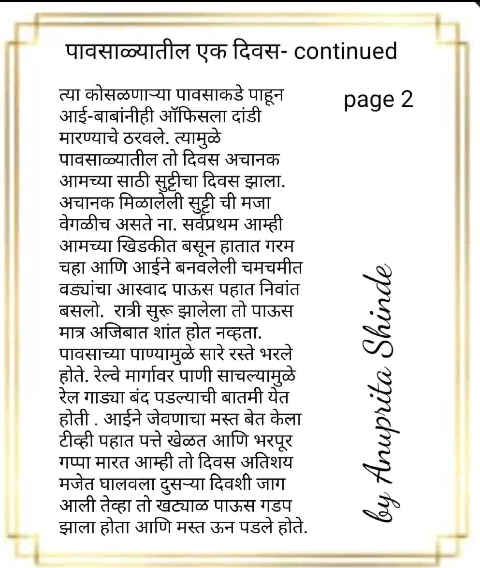 पावसाळ्यातील एक दिवस- continued
page 2
त्या कोसळणाऱ्या पावसाकडे पाहून
आई-बाबांनीही ऑफिसला दांडी
मारण्याचे ठरवले. त्यामुळे
पावसाळ्यातील तो दिवस अचानक
आमच्या साठी सुट्टीचा दिवस झाला.
अचानक मिळालेली सुट्टी ची मजा
वेगळीच असते ना. सर्वप्रथम आम्ही
आमच्या खिडकीत बसून हातात गरम
चहा आणि आईने बनवलेली चमचमीत
वड्यांचा आस्वाद पाऊस पहात निवांत
बसलो. रात्री सुरू झालेला तो पाऊस
मात्र अजिबात शांत होत नव्हता.
पावसाच्या पाण्यामुळे सारे रस्ते भरले
होते. रेल्वे मार्गावर पाणी साचल्यामुळे
रेल गाड्या बंद पडल्याची बातमी येत
होती . आईने जेवणाचा मस्त बेत केला
टीव्ही पहात पत्ते खेळत आणि भरपूर
गप्पा मारत आम्ही तो दिवस अतिशय
मजेत घालवला दुसऱ्या दिवशी जाग
आली तेव्हा तो खट्याळ पाऊस गडप
झाला होता आणि मस्त ऊन पडले होते.
by Anuprita Shinde